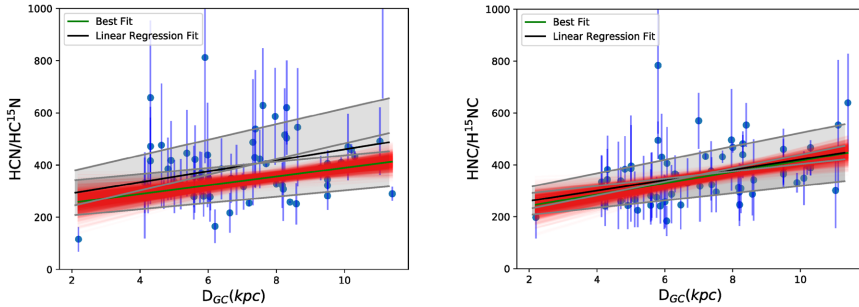 1000
800
600
400
200
0
HCN/HC¹⁵N
Best Fit
Linear Regression Fit
2
4
6
8
10
D_GC(kpc)
1000
800
600
400
200
0
HNC/H¹⁵NC
Best Fit
Linear Regression Fit
2
4
6
8
10
D_GC(kpc)